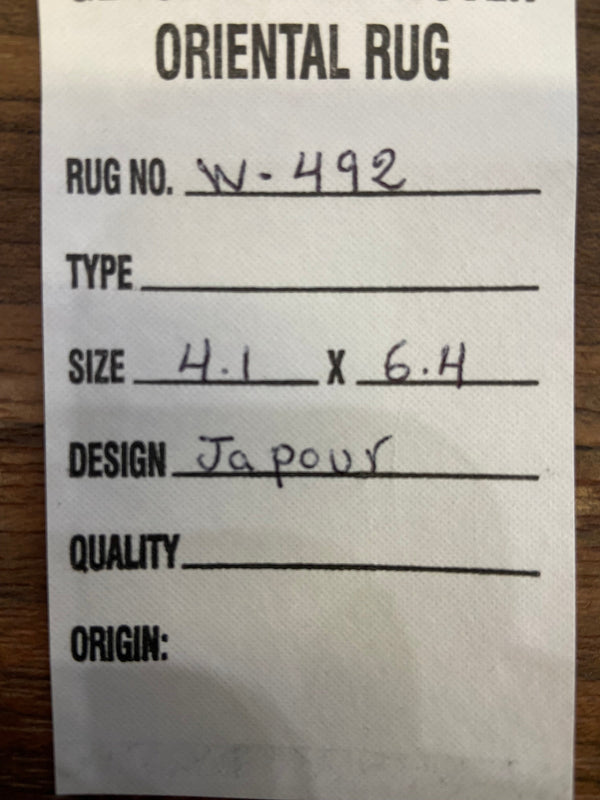 ORIENTAL RUG
RUG NO. W-492
TYPE
SIZE 4.1 X 6.4
DESIGN Japour
QUALITY
ORIGIN: